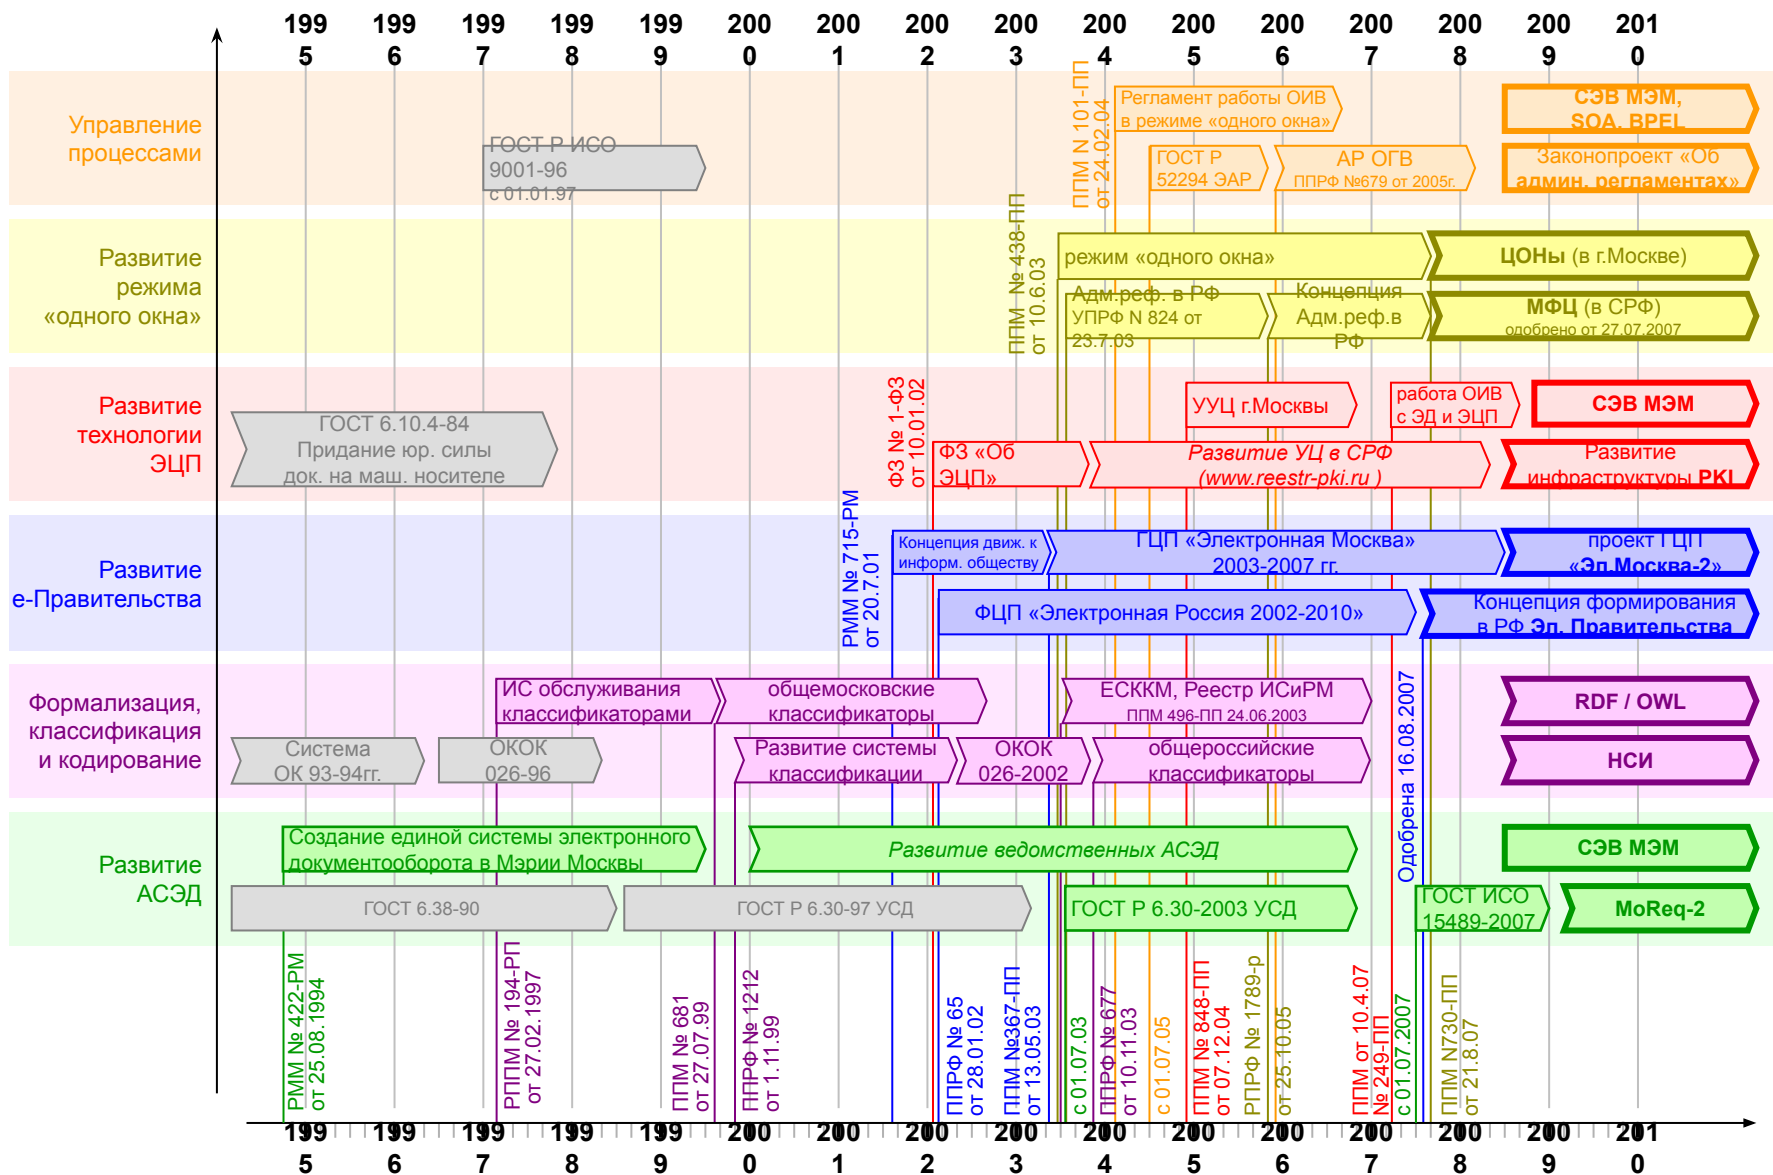 199 199 199 199 199 200 200 200 200 200 200 200 200 200 200 201
5 6 7 8 9 0 1 2 3 4 5 6 7 8 9 0
Управление
процессами
ГОСТ Р ИСО
9001-96
с 01.01.97
ППМ N 101-ПП
от 24.02.04
Регламент работы ОИВ
в режиме «одного окна»
ГОСТ Р
52294 ЭАР
АР ОГВ
ППРФ №679 от 2005г.
СЭВ МЭМ,
SOA, BPEL
Законопроект «Об
админ. регламентах»
Развитие
режима
«одного окна»
ППМ № 438-ПП
от 10.6.03
режим «одного окна»
Адм.реф. в РФ
УПРФ N 824 от
23.7.03
Концепция
Адм.реф.в
РФ
ЦОНы (в г.Москве)
МФЦ (в СРФ)
одобрено от 27.07.2007
Развитие
технологии
ЭЦП
ГОСТ 6.10.4-84
Придание юр. силы
док. на маш. носителе
ФЗ № 1-ФЗ
от 10.01.02
ФЗ «Об
ЭЦП»
УУЦ г.Москвы
Развитие УЦ в СРФ
(www.reestr-pki.ru )
работа ОИВ
с ЭД и ЭЦП
СЭВ МЭМ
Развитие
инфраструктуры PKI
Развитие
е-Правительства
РММ № 715-РМ
от 20.7.01
Концепция движ. к
информ. обществу
ГЦП «Электронная Москва»
2003-2007 гг.
ФЦП «Электронная Россия 2002-2010»
проект ГЦП
«Эл.Москва-2»
Концепция формирования
в РФ Эл. Правительства
Формализация,
классификация
и кодирование
ИС обслуживания
классификаторами
общемосковские
классификаторы
ЕСККМ, Реестр ИСиРМ
ППМ 496-ПП 24.06.2003
RDF / OWL
Система
ОК 93-94гг.
ОКОК
026-96
Развитие системы
классификации
ОКОК
026-2002
общероссийские
классификаторы
НСИ
Одобрена 16.08.2007
Развитие
АСЭД
Создание единой системы электронного
документооборота в Мэрии Москвы
Развитие ведомственных АСЭД
СЭВ МЭМ
ГОСТ 6.38-90
ГОСТ Р 6.30-97 УСД
ГОСТ Р 6.30-2003 УСД
ГОСТ ИСО
15489-2007
MoReq-2
РММ № 422-РМ
от 25.08.1994
РППМ № 194-РП
от 27.02.1997
ППМ № 681
от 27.07.99
ППРФ № 1212
от 1.11.99
ППРФ № 65
от 28.01.02
ППМ №367-ПП
от 13.05.03
с 01.07.03
ППРФ № 677
от 10.11.03
с 01.07.05
ППМ № 848-ПП
от 07.12.04
РПРФ № 1789-р
от 25.10.05
ППМ от 10.4.07
№ 249-ПП
с 01.07.2007
ППМ N730-ПП
от 21.8.07
199 199 199 199 199 200 200 200 200 200 200 200 200 200 200 201
5 6 7 8 9 0 1 2 3 4 5 6 7 8 9 0